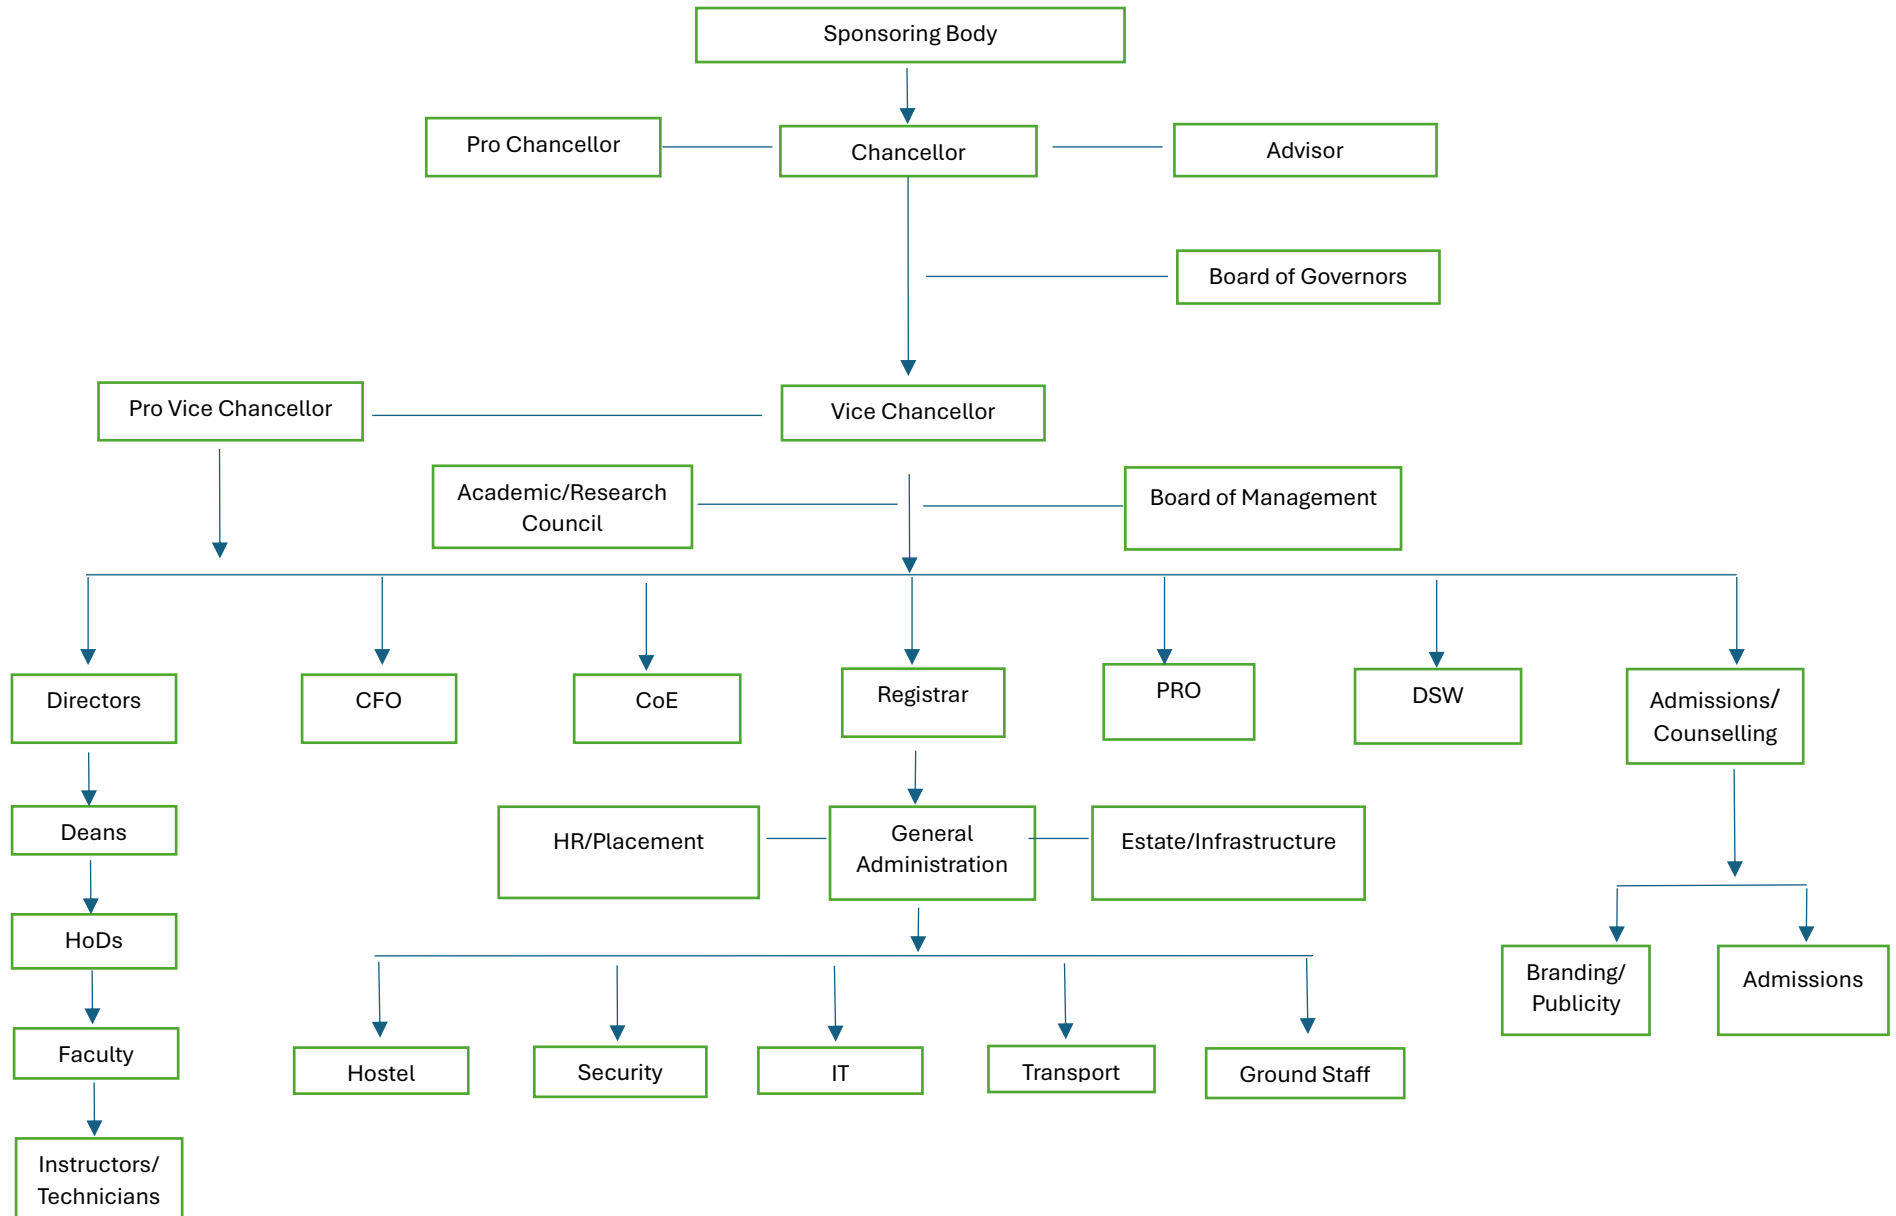 Sponsoring Body
Pro Chancellor
Chancellor
Advisor
Board of Governors
Pro Vice Chancellor
Vice Chancellor
Academic/Research
Council
Board of Management
Directors
CFO
CoE
Registrar
PRO
DSW
Admissions/
Counselling
Deans
HR/Placement
General
Administration
Estate/Infrastructure
HoDs
Branding/
Publicity
Admissions
Faculty
Hostel
Security
IT
Transport
Ground Staff
Instructors/
Technicians